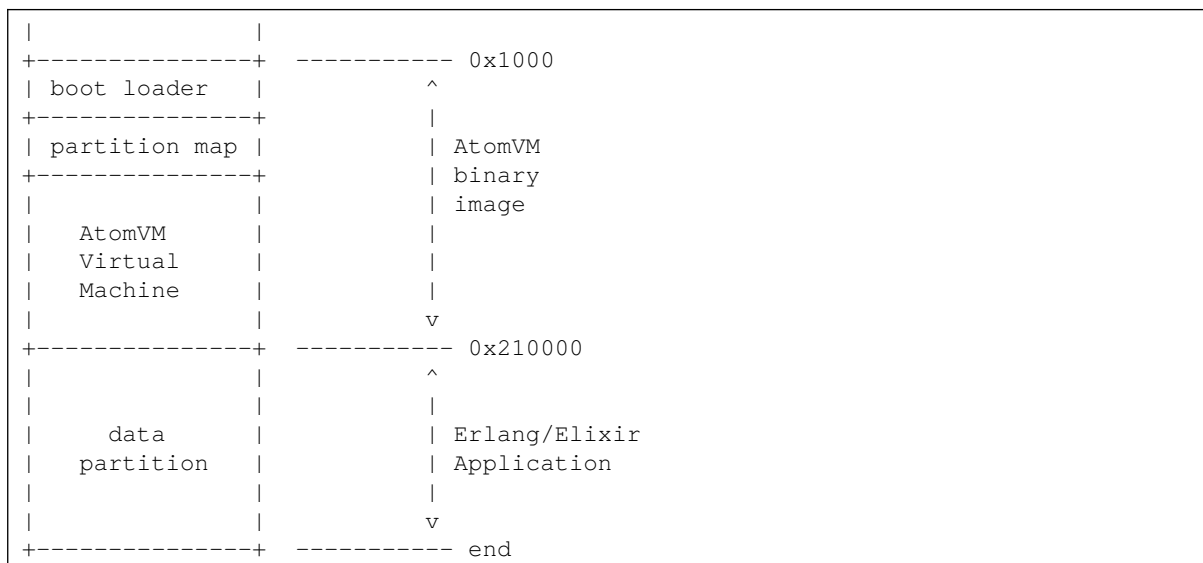 |               |
+---------------+  ----------- 0x1000
| boot loader   |          ^
+---------------+          |
| partition map |          | AtomVM
+---------------+          | binary
|               |          | image
|   AtomVM      |          |
|   Virtual     |          |
|   Machine     |          |
|               |          v
+---------------+  ----------- 0x210000
|               |          ^
|               |          |
|     data      |          | Erlang/Elixir
|   partition   |          | Application
|               |          |
|               |          v
+---------------+  ----------- end